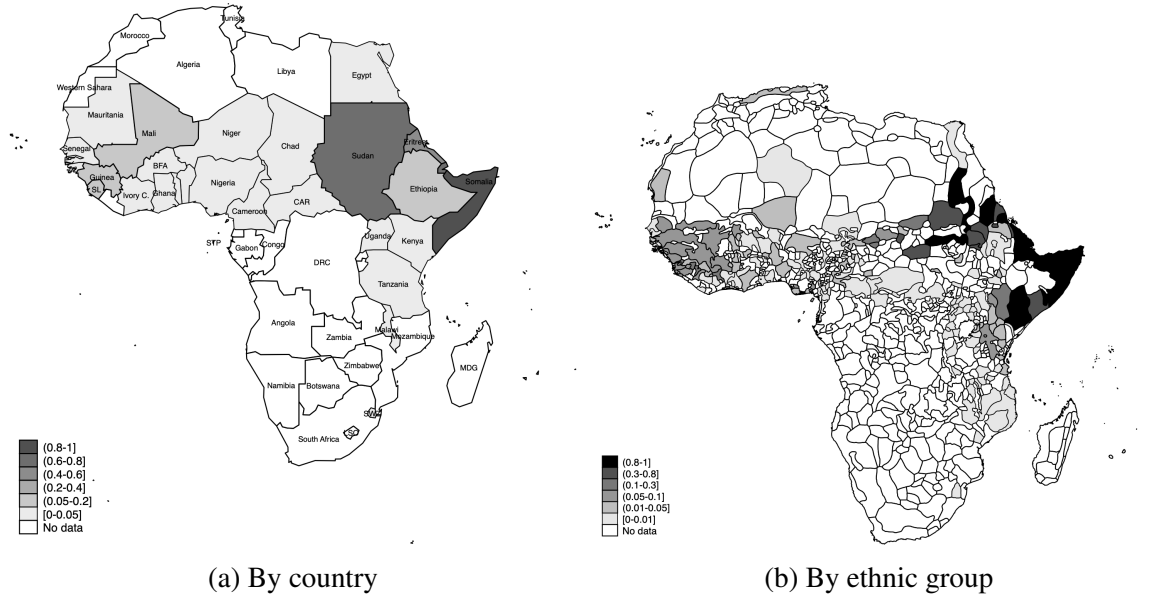 Tunisia
Morocco
Algeria
Libya
Egypt
Western Sahara
Mauritania
Mali
Niger
Chad
Sudan
Eritrea
Senegal
BFA
Guinea
SL
Ivory C.
Ghana
Nigeria
Ethiopia
Somalia
Cameroon
CAR
STP
Gabon
Congo
Uganda
Kenya
DRC
Tanzania
Angola
Zambia
Malawi
Mozambique
Zimbabwe
MDG
Namibia
Botswana
SWZ
South Africa
(0.8-1]
(0.6-0.8]
(0.4-0.6]
(0.2-0.4]
(0.05-0.2]
[0-0.05]
No data
(a) By country
(0.8-1]
(0.3-0.8]
(0.1-0.3]
(0.05-0.1]
(0.01-0.05]
[0-0.01]
No data
(b) By ethnic group